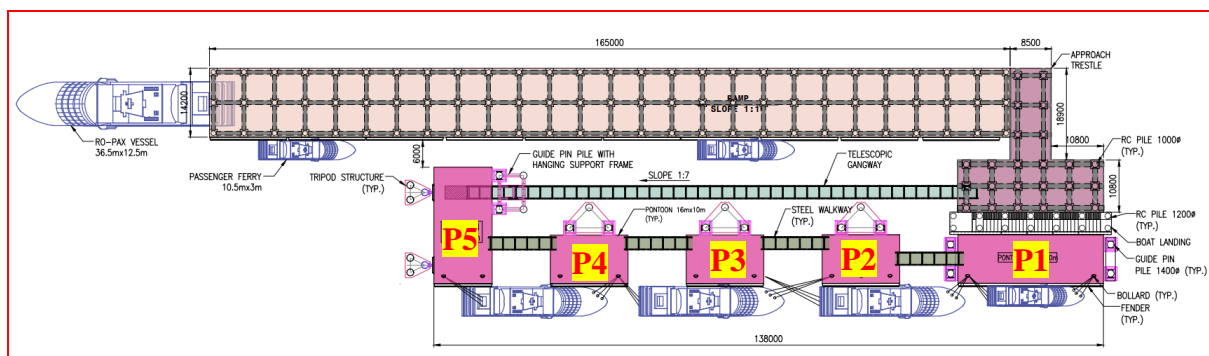 165000
8500
APPROACH
TRESTLE
14200
RAMP
SLOPE 1:1
18900
RO-PAX VESSEL
36.5mx12.5m
PASSENGER FERRY
10.5mx3m
6000
GUIDE PIN PILE WITH
HANGING SUPPORT FRAME
TRIPOD STRUCTURE
(TYP.)
SLOPE 1:7
TELESCOPIC
GANGWAY
10800
RC PILE 1000ø
(TYP.)
10800
PONTOON 16mx10m
(TYP.)
STEEL WALKWAY
(TYP.)
RC PILE 1200ø
(TYP.)
BOAT LANDING
GUIDE PIN
PILE 1400ø (TYP.)
P5
P4
P3
P2
P1
BOLLARD (TYP.)
FENDER
(TYP.)
138000